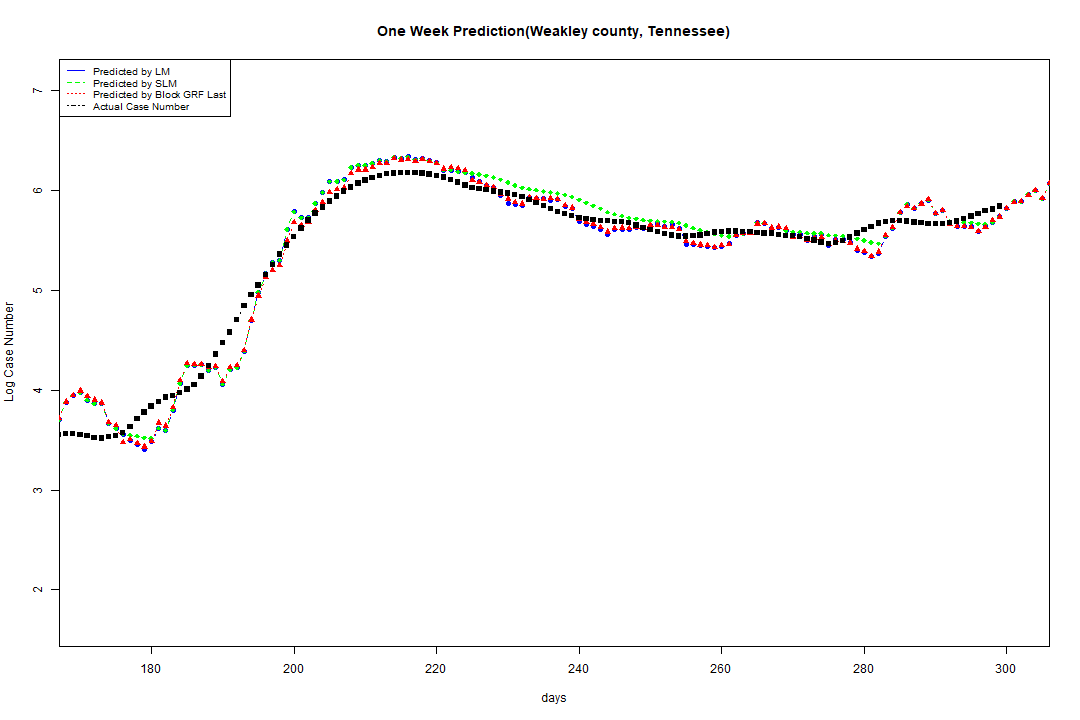 One Week Prediction(Weakley county, Tennessee)
Predicted by LM
Predicted by SLM
Predicted by Block GRF Last
Actual Case Number
7
6
5
4
3
2
Log Case Number
180 200 220 240 260 280 300
days